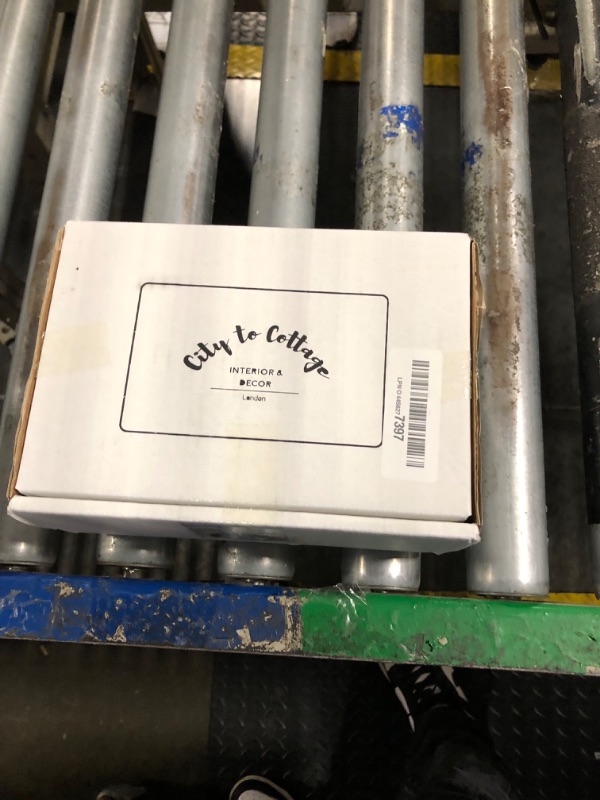 City to Cottage
INTERIOR &
DECOR
London
7397